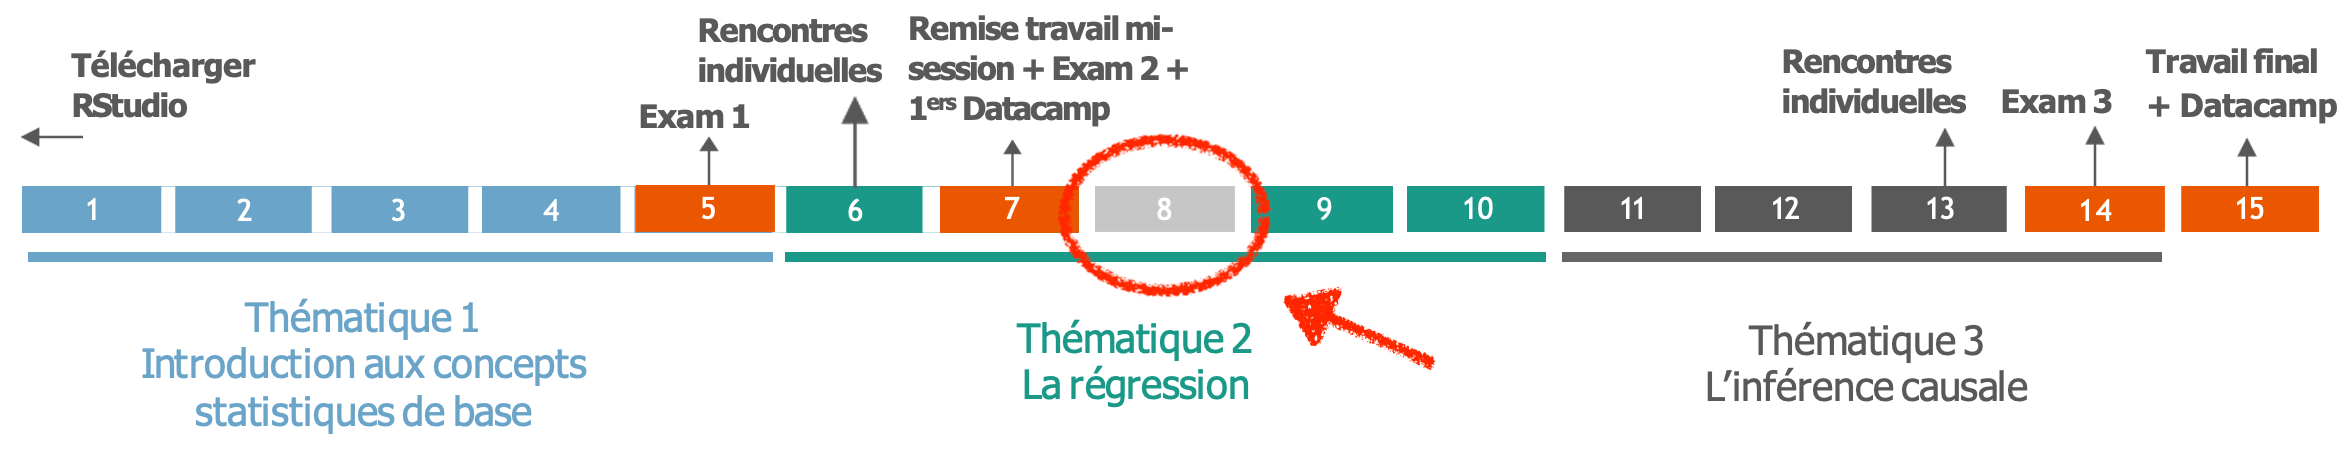 Télécharger
RStudio
Exam 1
Rencontres
individuelles
Remise travail mi-
session + Exam 2 +
1ers Datacamp
Rencontres
individuelles
Exam 3
Travail final
+ Datacamp
1 2 3 4 5 6 7 8 9 10 11 12 13 14 15
Thématique 1
Introduction aux concepts
statistiques de base
Thématique 2
La régression
Thématique 3
L’inférence causale